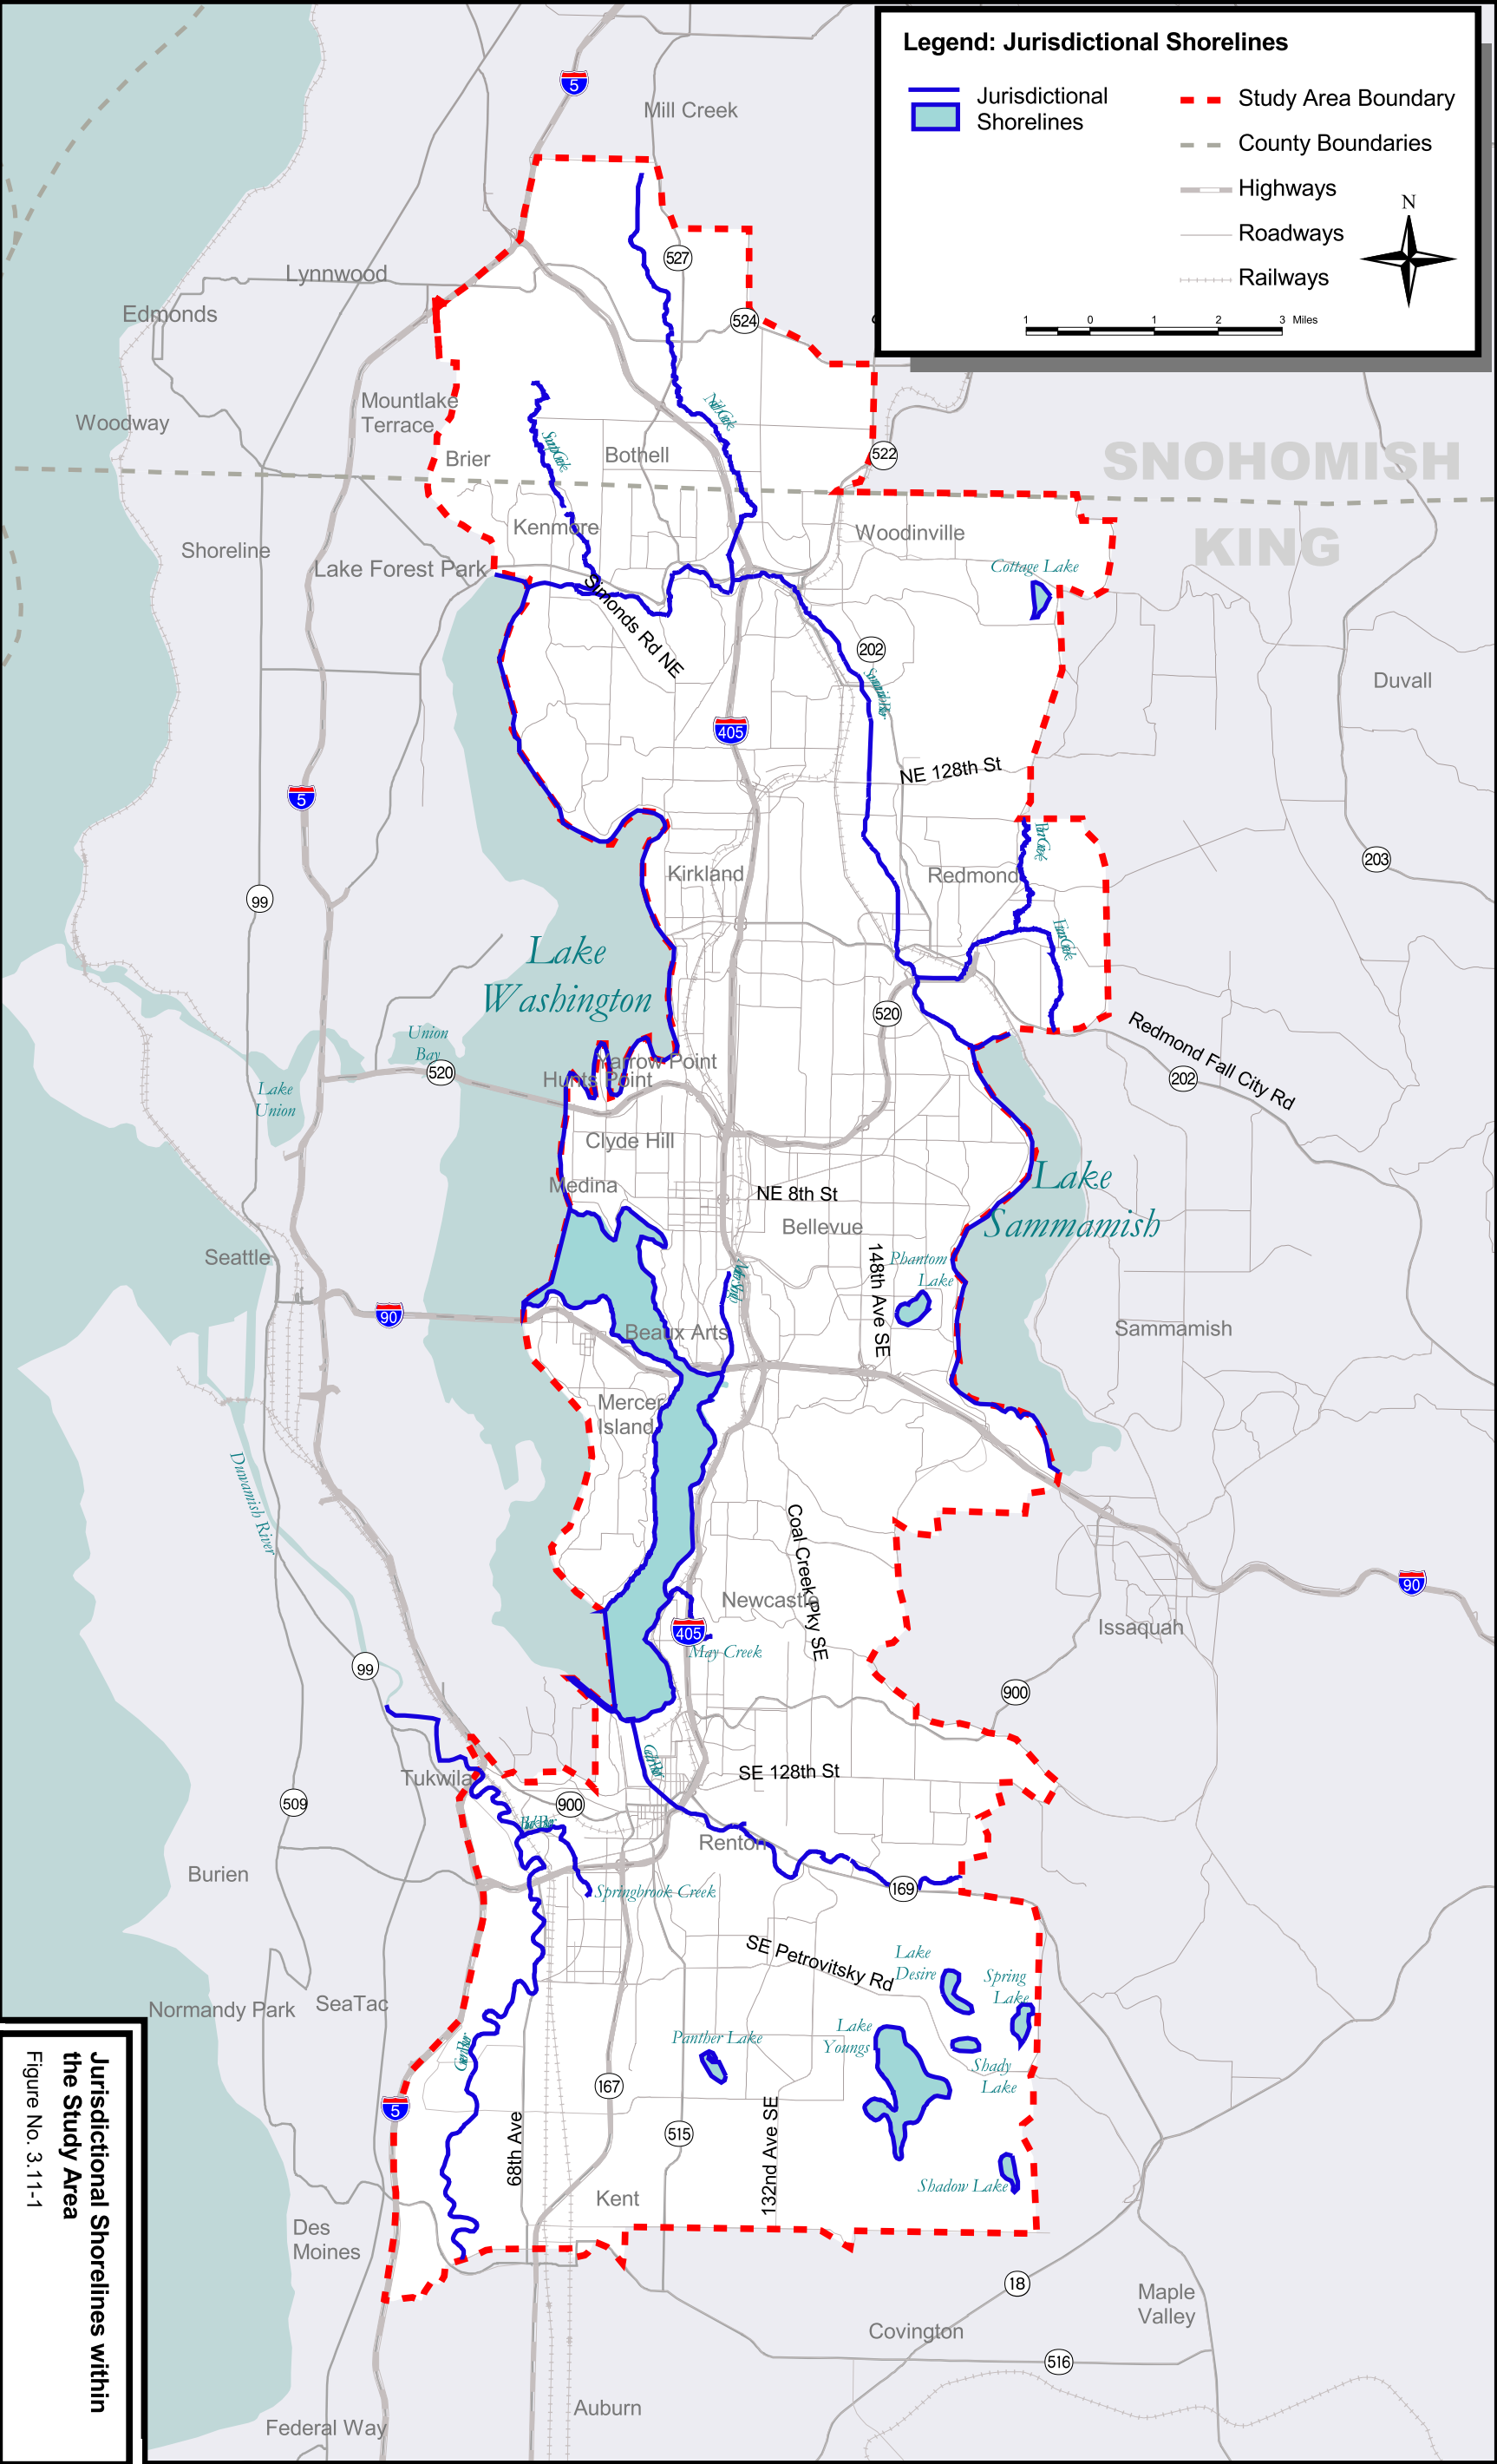 Legend: Jurisdictional Shorelines
Jurisdictional
Shorelines
Study Area Boundary
County Boundaries
Highways
Roadways
Railways
N
1 0 1 2 3 Miles
5
Mill Creek
527
Lynnwood
Edmonds
524
Mountlake
Terrace
Woodway
Brier
Bothell
522
SNOHOMISH
KING
Kenmore
Woodinville
Shoreline
Lake Forest Park
Cottage Lake
Simonds Rd NE
202
Duvall
405
NE 128th St
5
203
Kirkland
Redmond
99
Lake
Washington
520
Union
Bay
520
Redmond Fall City Rd
202
Yarrow Point
Hunts Point
Lake
Union
Clyde Hill
Medina
NE 8th St
Lake
Sammamish
Bellevue
Seattle
148th Ave SE
Phantom
Lake
90
Beaux Arts
Sammamish
Mercer
Island
Duwamish River
Coal Creek Pky SE
90
Newcastle
Issaquah
405
May Creek
99
900
SE 128th St
Tukwila
509
900
Renton
Burien
Springbrook Creek
169
SE Petrovitsky Rd
Lake
Desire
Spring
Lake
Normandy Park
SeaTac
Panther Lake
Lake
Youngs
Shady
Lake
167
5
515
68th Ave
132nd Ave SE
Kent
Shadow Lake
Des
Moines
18
Maple
Valley
Covington
516
Auburn
Federal Way
Jurisdictional Shorelines within
the Study Area
Figure No. 3.11-1